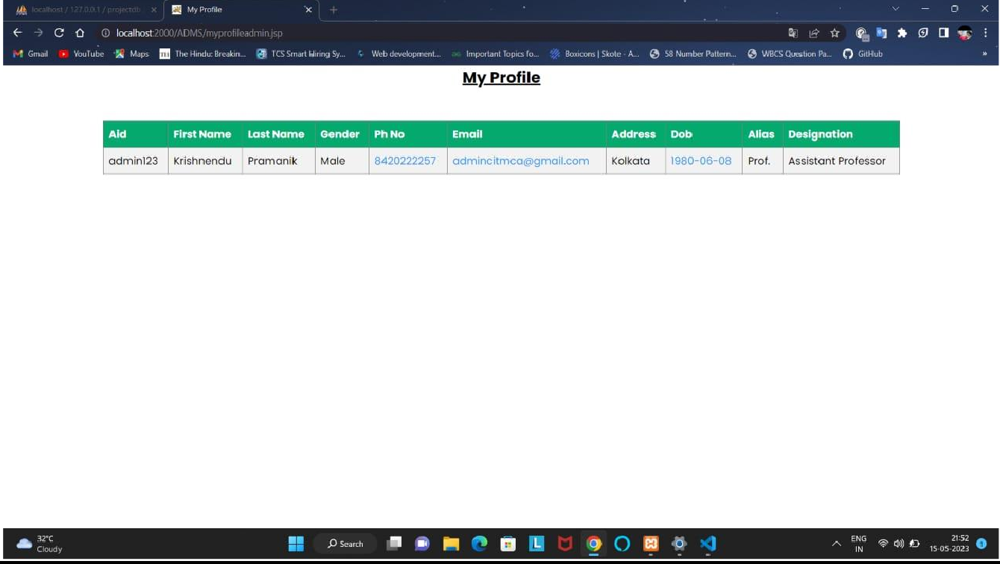 localhost / 127.0.0.1 / projectdb
My Profile
localhost:2000/ADMS/myprofileadmin.jsp
Gmail YouTube Maps The Hindu: Breakin... TCS Smart Hiring Sy... Web development... Important Topics fo... Boxicons | Skote - A... 58 Number Pattern... WBCS Question Pa... GitHub »
My Profile
Aid First Name Last Name Gender Ph No Email Address Dob Alias Designation
admin123 Krishnendu Pramanik Male 8420222257 admincitmca@gmail.com Kolkata 1980-06-08 Prof. Assistant Professor
32°C
Cloudy
Search
L
ENG
IN
21:52
15-05-2023
1